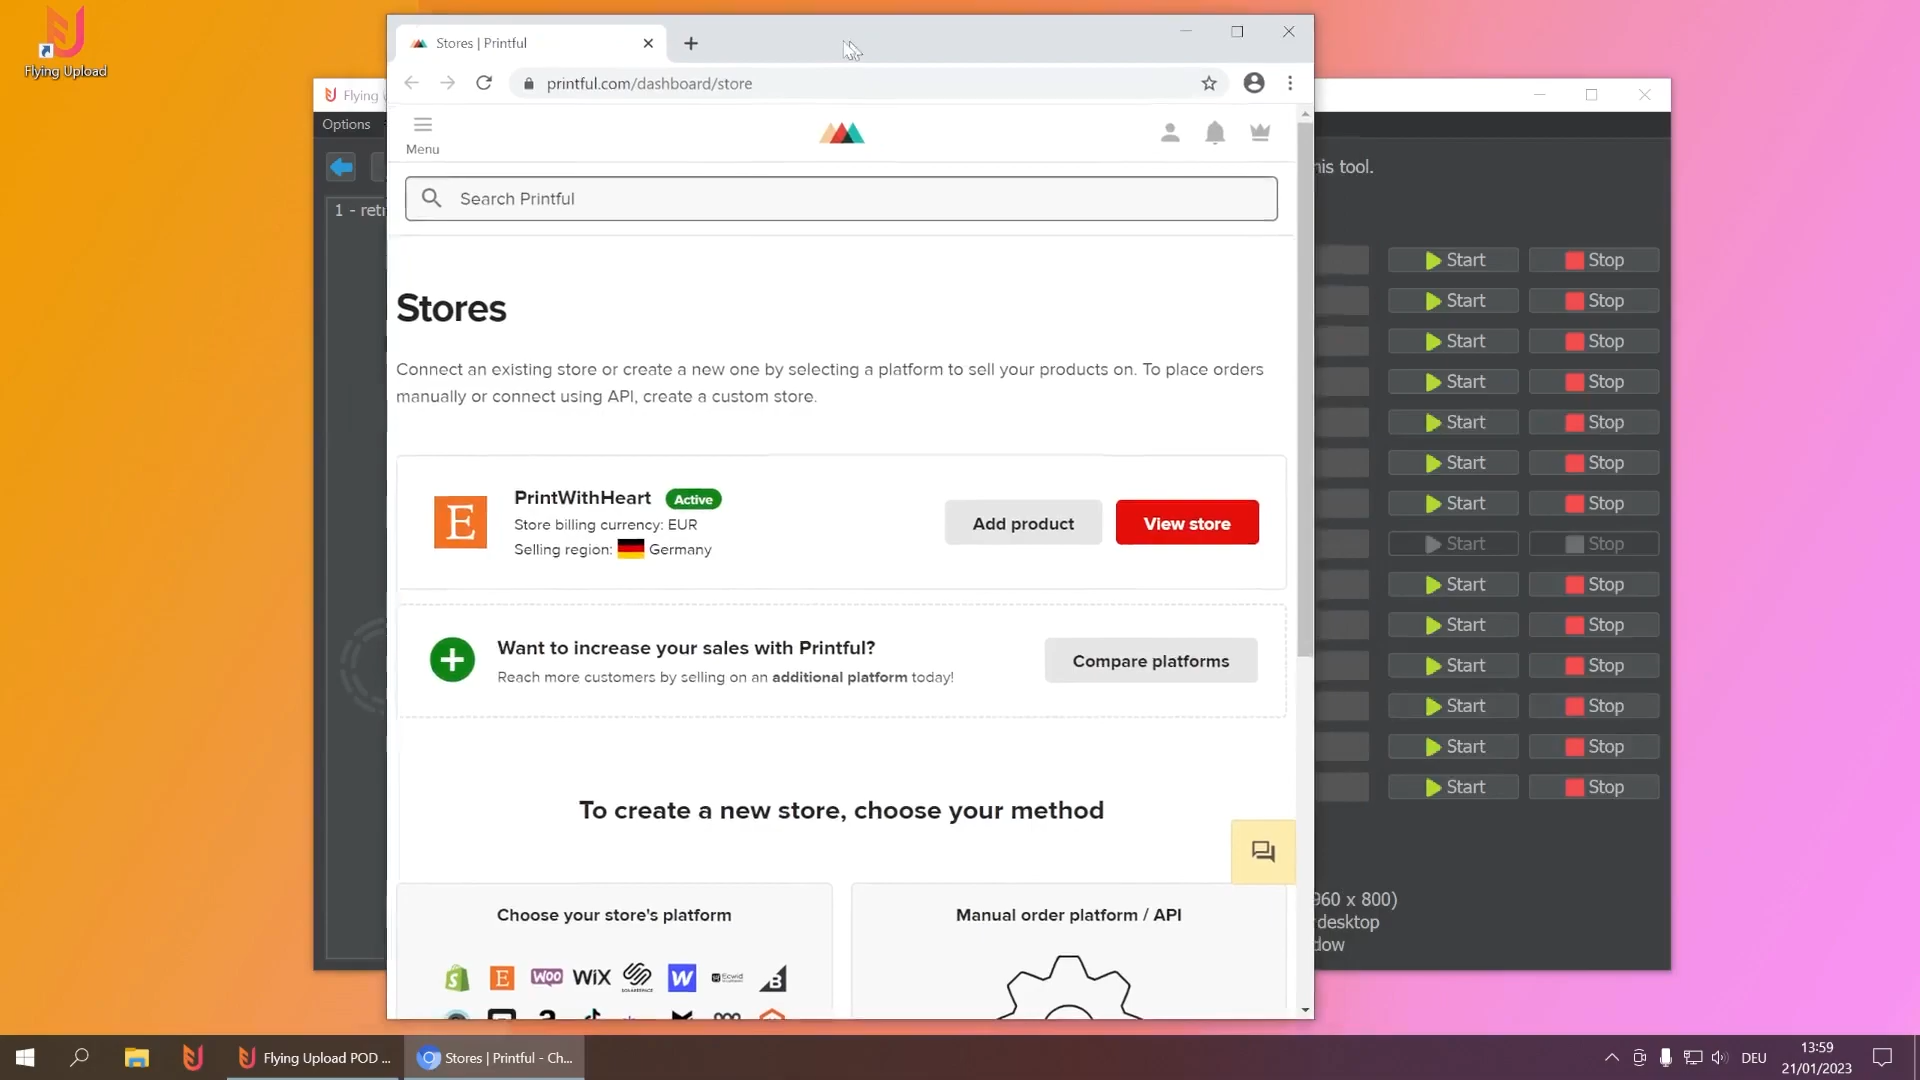 Flying Upload
Stores | Printful
printful.com/dashboard/store
Flying
Options
Menu
his tool.
Search Printful
1 - retr
Stores
Connect an existing store or create a new one by selecting a platform to sell your products on. To place orders
manually or connect using API, create a custom store.
PrintWithHeart Active
Store billing currency: EUR
Selling region: Germany
Add product
View store
Want to increase your sales with Printful?
Reach more customers by selling on an additional platform today!
Compare platforms
To create a new store, choose your method
Choose your store's platform
WOO WiX
Manual order platform / API
Start Stop
Start Stop
Start Stop
Start Stop
Start Stop
Start Stop
Start Stop
Start Stop
Start Stop
Start Stop
Start Stop
Start Stop
Start Stop
Start Stop
960 x 800)
desktop
dow
Flying Upload POD ...
Stores | Printful - Ch...
DEU
13:59
21/01/2023